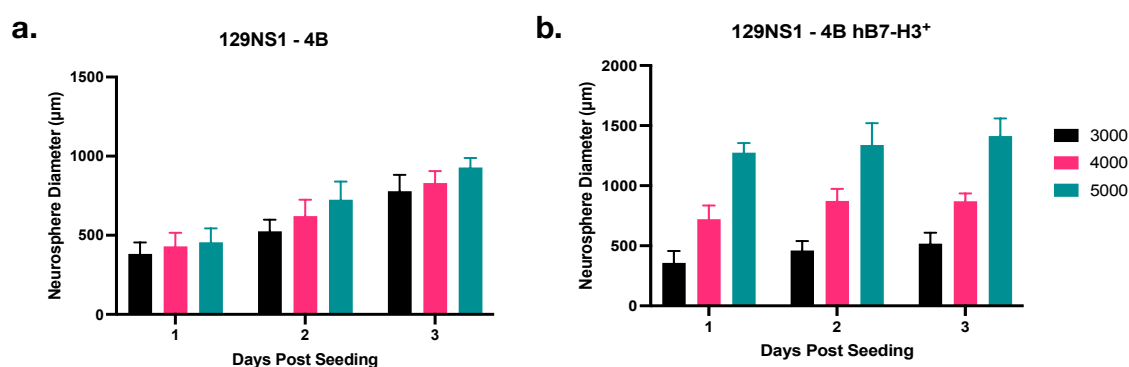 a.
129NS1 - 4B
1500
1000
500
0
Neurosphere Diameter (μm)
1
2
3
Days Post Seeding
b.
129NS1 - 4B hB7-H3⁺
2000
1500
1000
500
0
Neurosphere Diameter (μm)
1
2
3
Days Post Seeding
3000
4000
5000